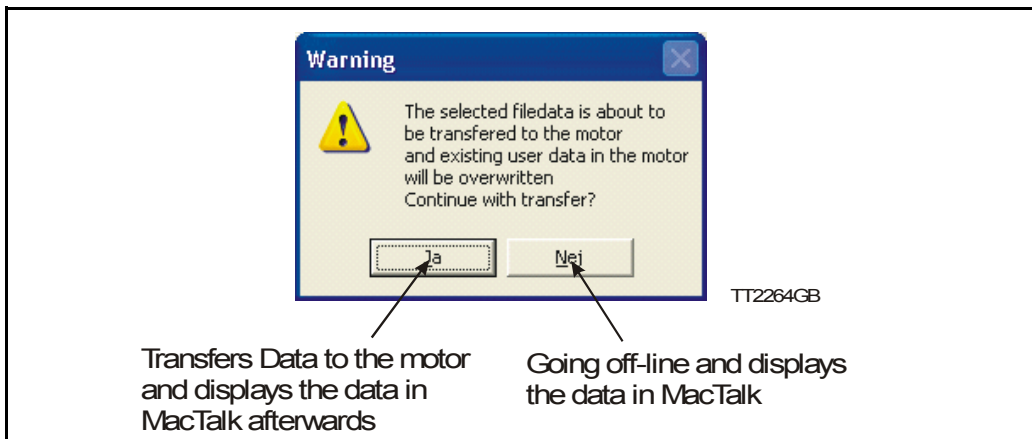 Warning
The selected filedata is about to
be transfered to the motor
and existing user data in the motor
will be overwritten
Continue with transfer?
Ja
Nej
TT2264GB
Transfers Data to the motor
and displays the data in
MacTalk afterwards
Going off-line and displays
the data in MacTalk